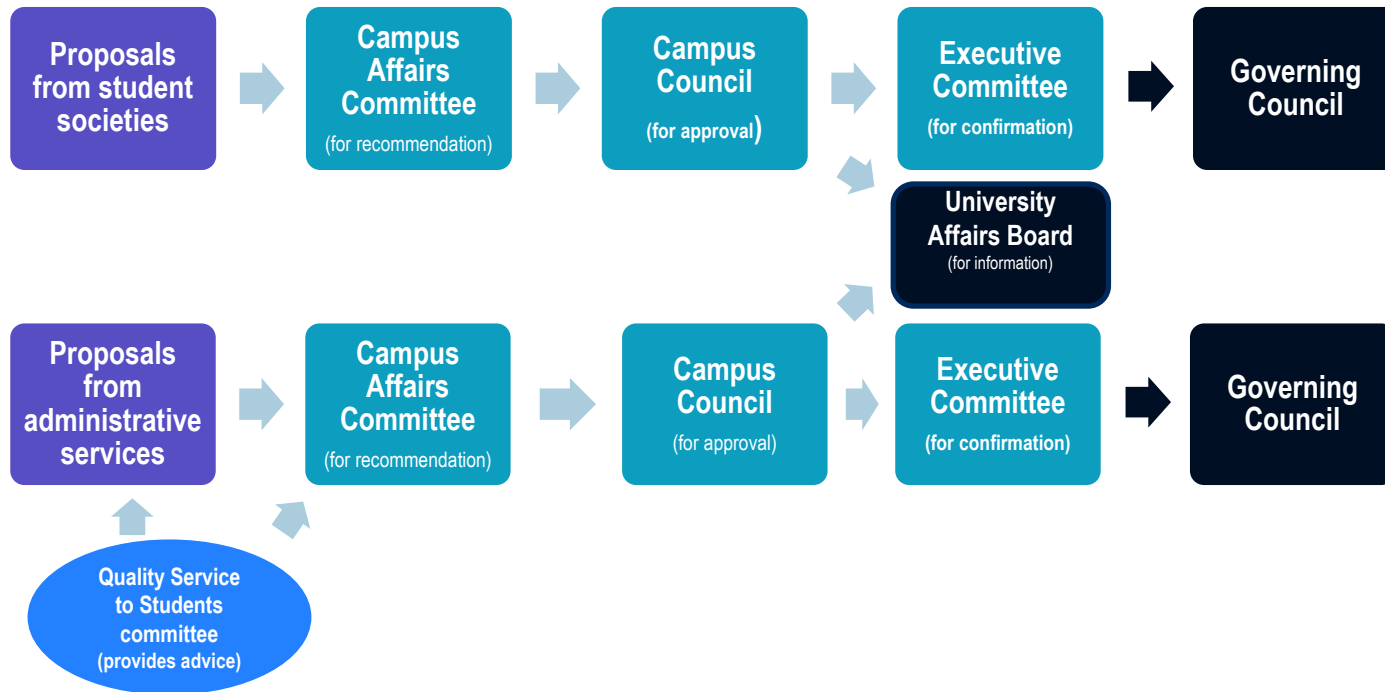 Proposals
from student
societies
Campus
Affairs
Committee
(for recommendation)
Campus
Council
(for approval)
Executive
Committee
(for confirmation)
Governing
Council
University
Affairs Board
(for information)
Proposals
from
administrative
services
Campus
Affairs
Committee
(for recommendation)
Campus
Council
(for approval)
Executive
Committee
(for confirmation)
Governing
Council
Quality Service
to Students
committee
(provides advice)